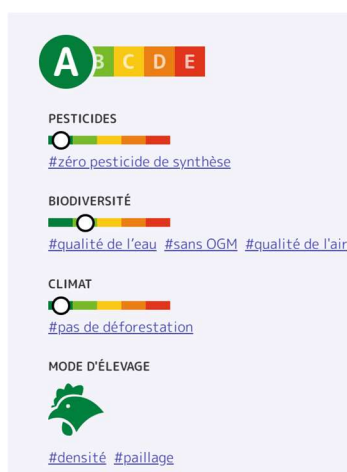 A B C D E
PESTICIDES
#zéro pesticide de synthèse
BIODIVERSITÉ
#qualité de l'eau #sans OGM #qualité de l'air
CLIMAT
#pas de déforestation
MODE D'ÉLEVAGE
#densité #paillage